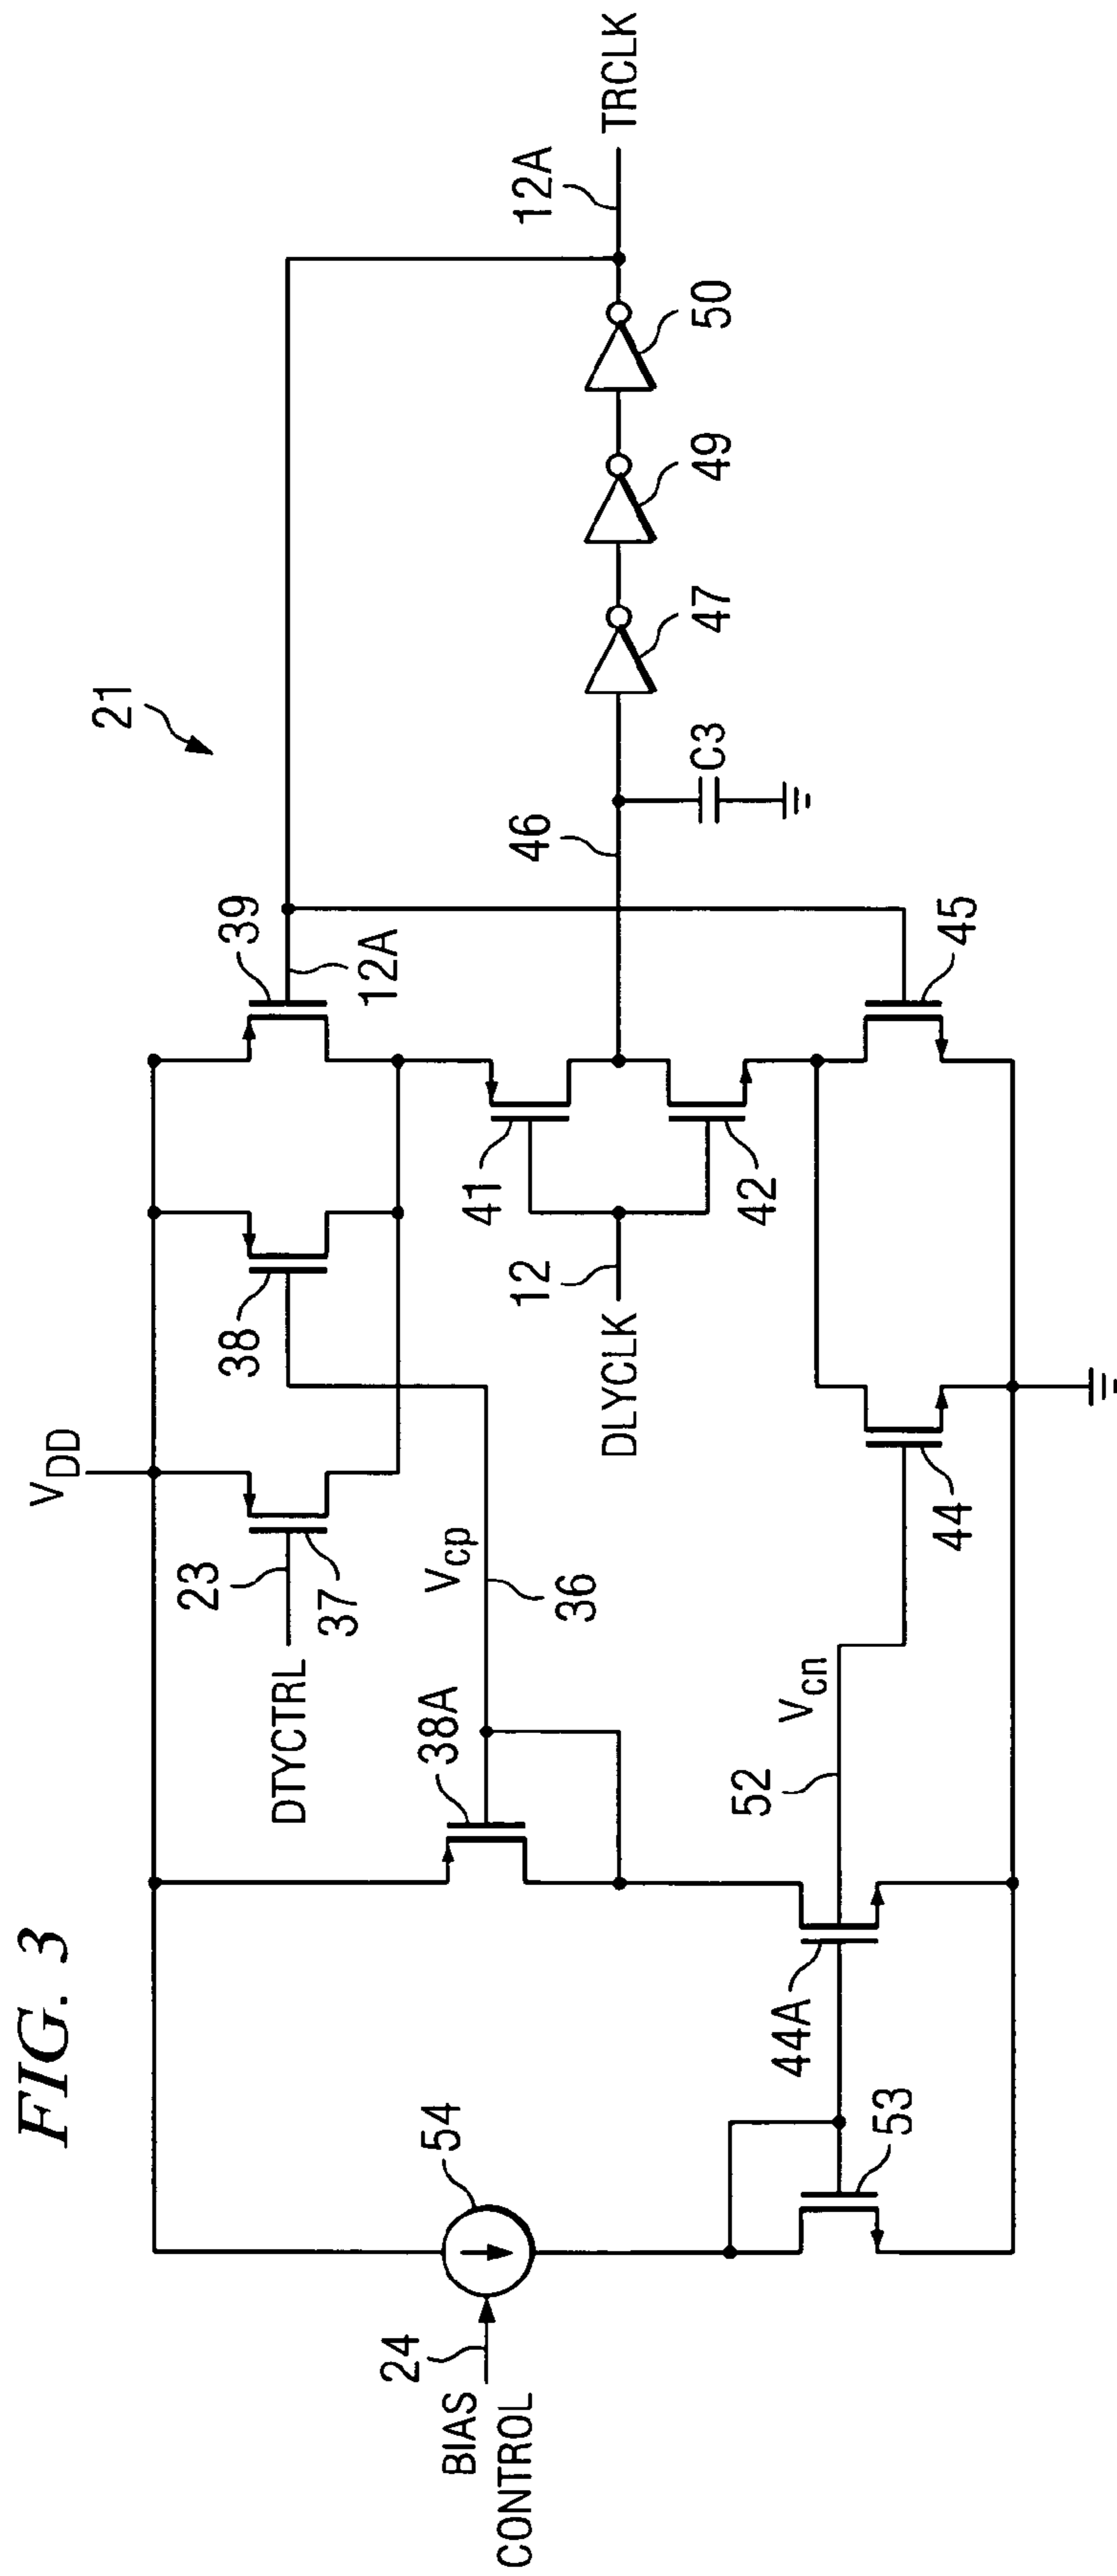 FIG. 3
21
V_DD
DTYCTRL
23
37
38
39
12A
38A
V_cp
36
BIAS
CONTROL
24
54
DLYCLK
12
41
42
46
C3
47
49
50
12A
TRCLK
52
V_cn
44A
53
44
45